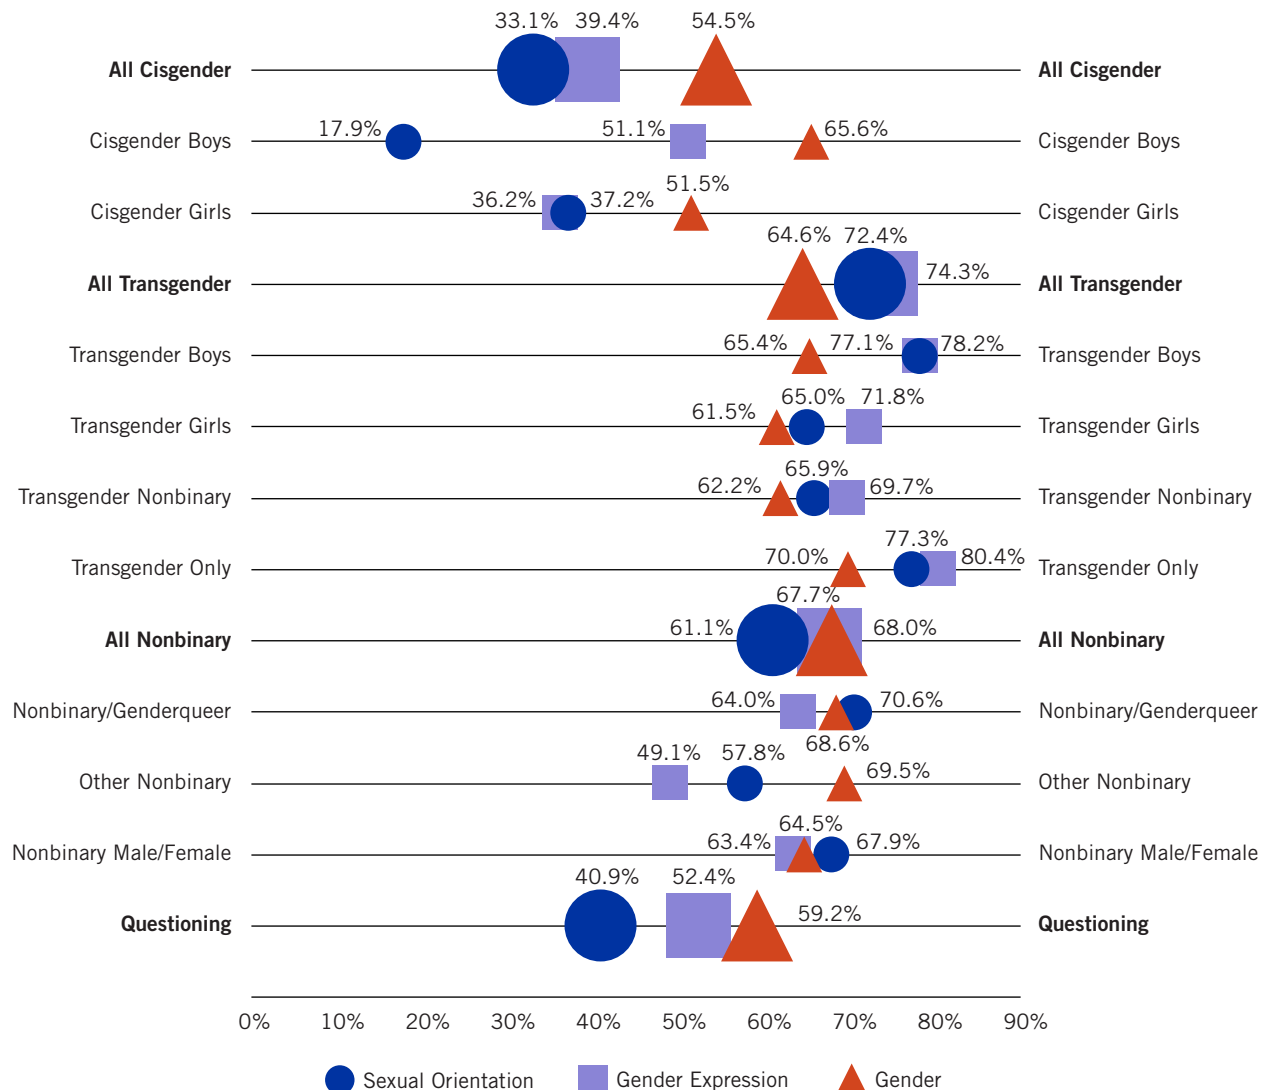 33.1% 39.4% 54.5%
All Cisgender All Cisgender
17.9% 51.1% 65.6%
Cisgender Boys Cisgender Boys
51.5%
36.2% 37.2%
Cisgender Girls Cisgender Girls
64.6% 72.4%
74.3%
All Transgender All Transgender
65.4% 77.1% 78.2%
Transgender Boys Transgender Boys
65.0% 71.8%
61.5%
Transgender Girls Transgender Girls
65.9%
62.2% 69.7%
Transgender Nonbinary Transgender Nonbinary
77.3%
70.0% 80.4%
Transgender Only Transgender Only
67.7%
61.1% 68.0%
All Nonbinary All Nonbinary
64.0% 70.6%
Nonbinary/Genderqueer Nonbinary/Genderqueer
68.6%
49.1% 57.8%
69.5%
Other Nonbinary Other Nonbinary
64.5%
63.4% 67.9%
Nonbinary Male/Female Nonbinary Male/Female
40.9% 52.4%
59.2%
Questioning Questioning
0% 10% 20% 30% 40% 50% 60% 70% 80% 90%
Sexual Orientation Gender Expression Gender